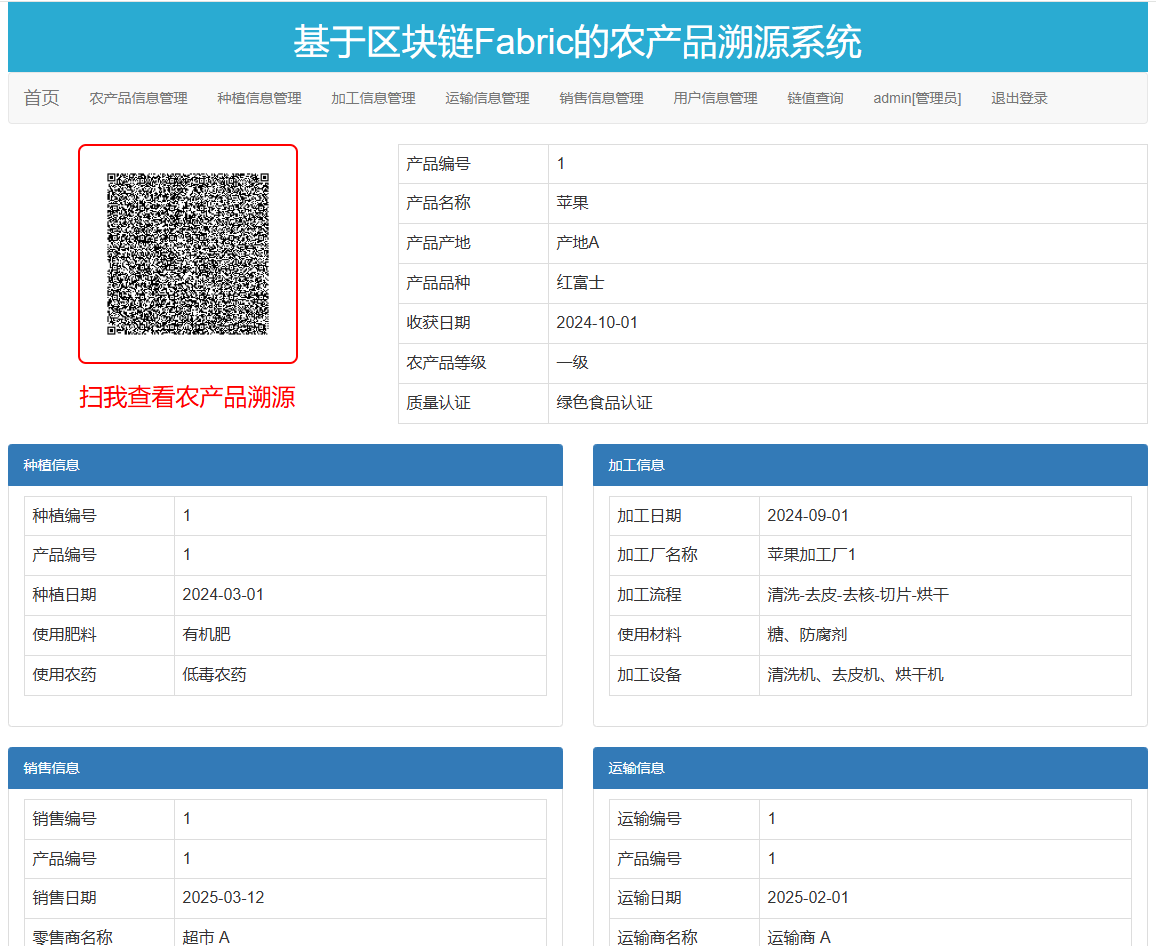 基于区块链Fabric的农产品溯源系统
首页 农产品信息管理 种植信息管理 加工信息管理 运输信息管理 销售信息管理 用户信息管理 链值查询 admin[管理员] 退出登录
扫我查看农产品溯源
产品编号 1
产品名称 苹果
产品产地 产地A
产品品种 红富士
收获日期 2024-10-01
农产品等级 一级
质量认证 绿色食品认证
种植信息
种植编号 1
产品编号 1
种植日期 2024-03-01
使用肥料 有机肥
使用农药 低毒农药
加工信息
加工日期 2024-09-01
加工厂名称 苹果加工厂1
加工流程 清洗-去皮-去核-切片-烘干
使用材料 糖、防腐剂
加工设备 清洗机、去皮机、烘干机
销售信息
销售编号 1
产品编号 1
销售日期 2025-03-12
零售商名称 超市 A
运输信息
运输编号 1
产品编号 1
运输日期 2025-02-01
运输商名称 运输商 A